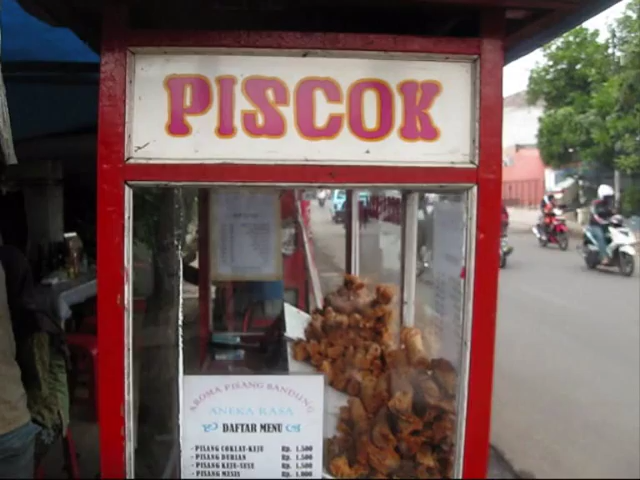 PISCOK
AROMA PISANG BANDUNG
ANEKA RASA
DAFTAR MENU
- PISANG COKLAT-KEJU Rp. 1.500
- PISANG DURIAN Rp. 1.500
- PISANG KEJU-SUSU Rp. 1.500
- PISANG MESIS Rp. 1.000